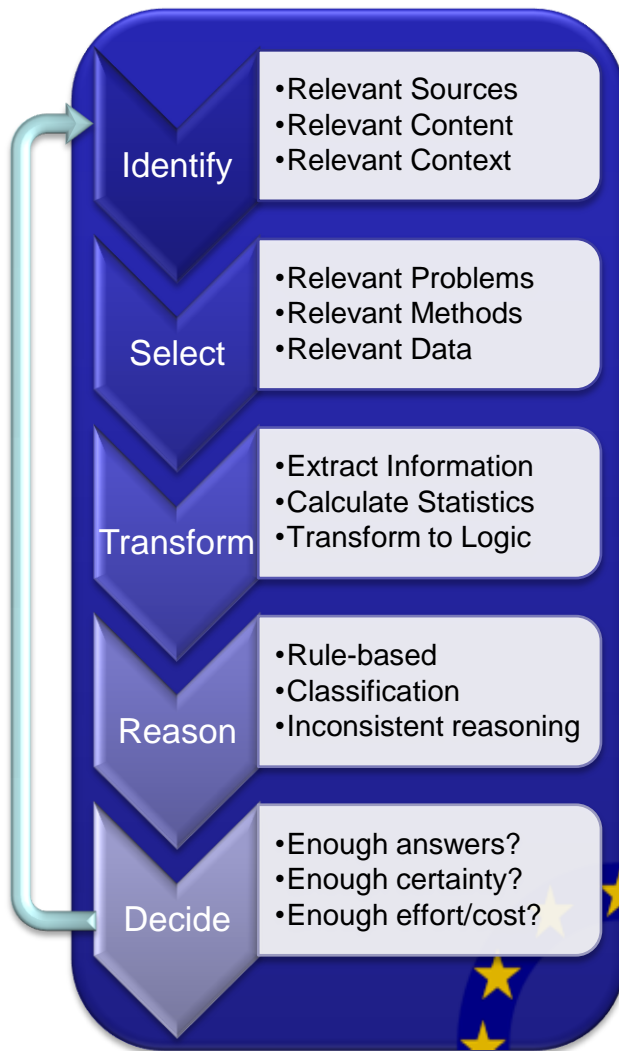 Identify
•Relevant Sources
•Relevant Content
•Relevant Context
Select
•Relevant Problems
•Relevant Methods
•Relevant Data
Transform
•Extract Information
•Calculate Statistics
•Transform to Logic
Reason
•Rule-based
•Classification
•Inconsistent reasoning
Decide
•Enough answers?
•Enough certainty?
•Enough effort/cost?